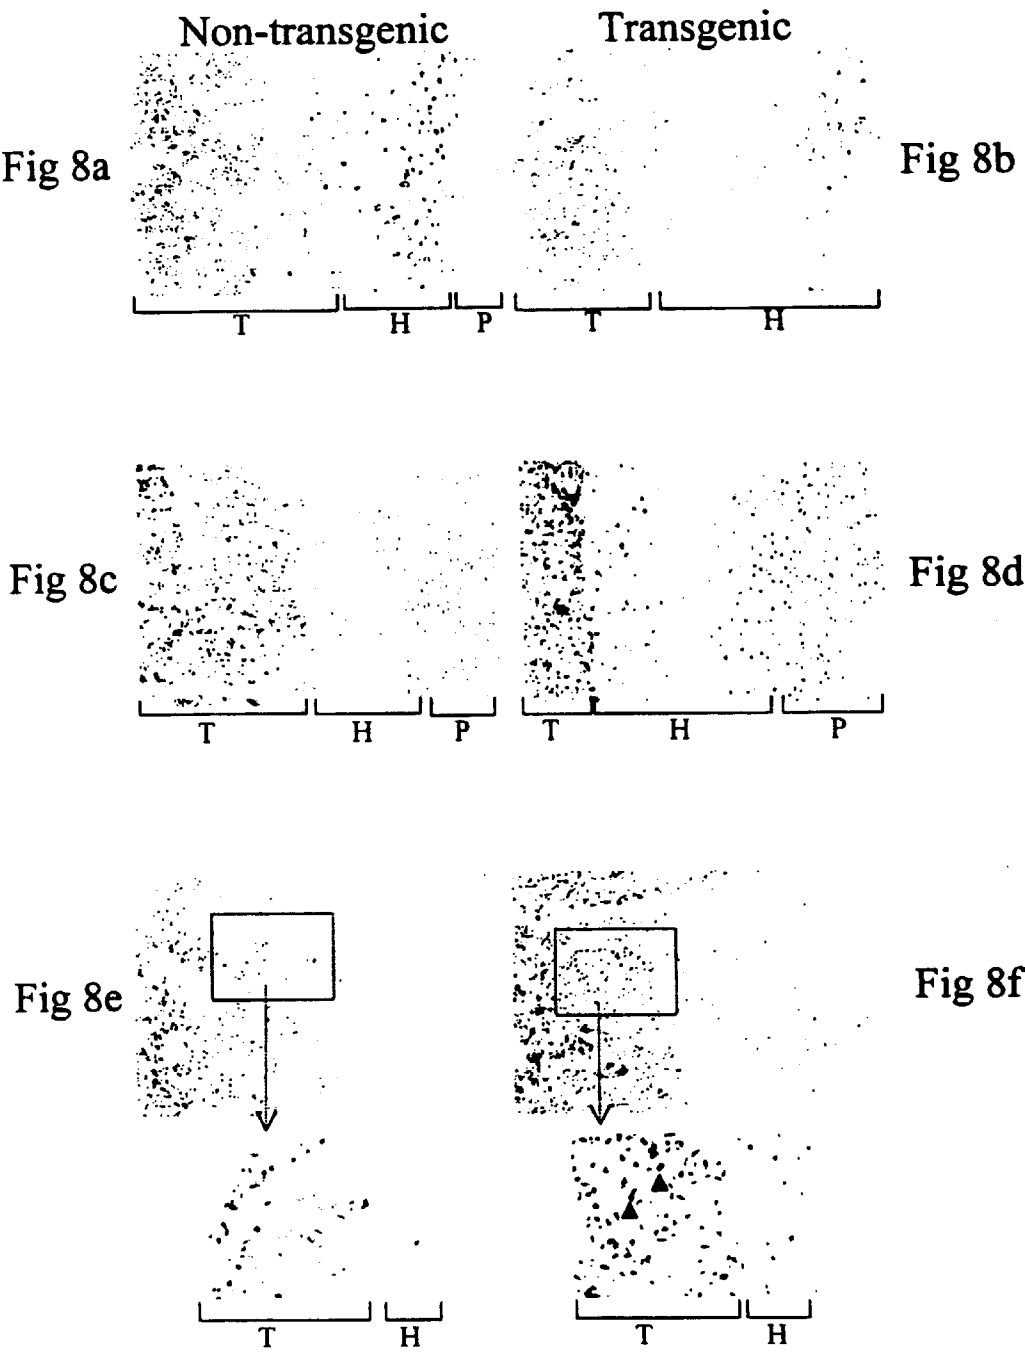 Non-transgenic Transgenic
Fig 8a Fig 8b
T H P T H
Fig 8c Fig 8d
T H P T H P
Fig 8e Fig 8f
T H T H